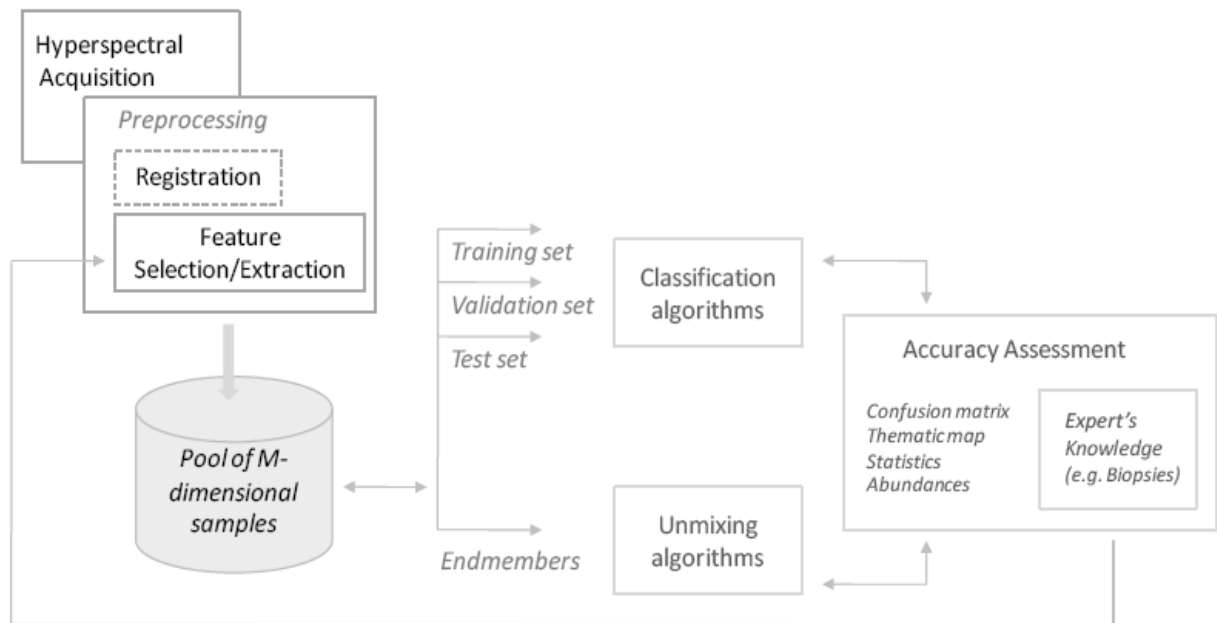 Hyperspectral
Acquisition
Preprocessing
Registration
Feature
Selection/Extraction
Pool of M-
dimensional
samples
Training set
Validation set
Test set
Endmembers
Classification
algorithms
Unmixing
algorithms
Accuracy Assessment
Confusion matrix
Thematic map
Statistics
Abundances
Expert's
Knowledge
(e.g. Biopsies)